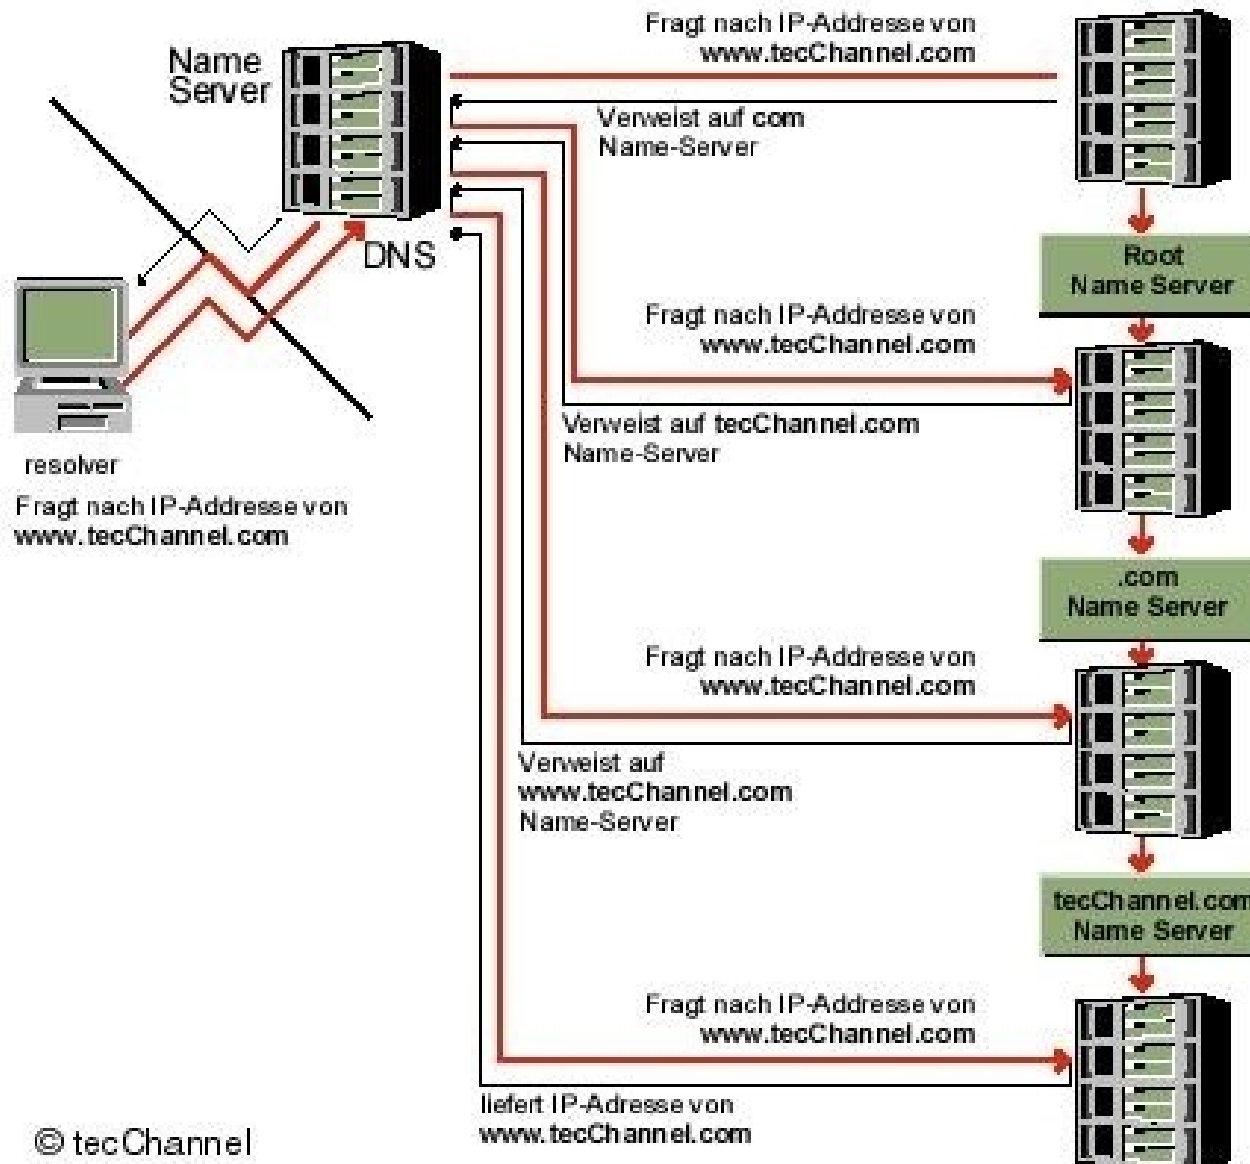 Fragt nach IP-Addresse von
www.tecChannel.com
Name
Server
Verweist auf com
Name-Server
DNS
Root
Name Server
Fragt nach IP-Addresse von
www.tecChannel.com
Verweist auf tecChannel.com
Name-Server
resolver
Fragt nach IP-Addresse von
www.tecChannel.com
.com
Name Server
Fragt nach IP-Addresse von
www.tecChannel.com
Verweist auf
www.tecChannel.com
Name-Server
tecChannel.com
Name Server
Fragt nach IP-Addresse von
www.tecChannel.com
liefert IP-Adresse von
www.tecChannel.com
© tecChannel